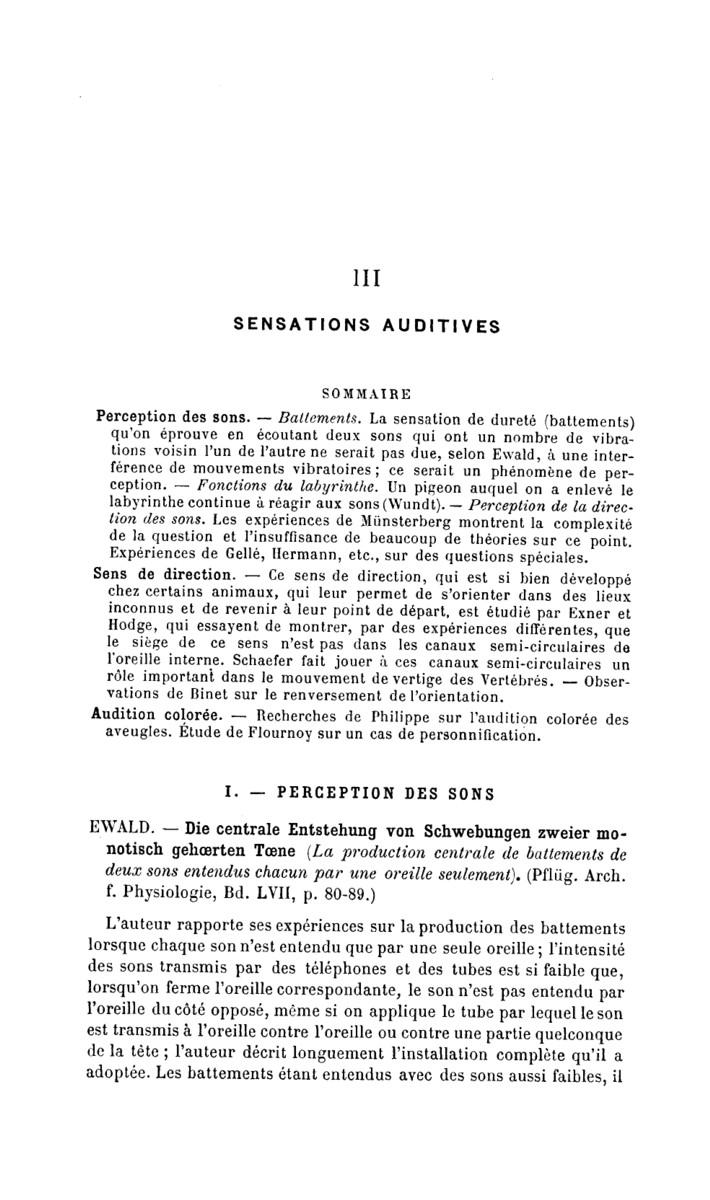 III
SENSATIONS AUDITIVES
SOMMAIRE
Perception des sons. — Battements. La sensation de dureté (battements)
qu'on éprouve en écoutant deux sons qui ont un nombre de vibra-
tions voisin l'un de l'autre ne serait pas due, selon Ewald, à une inter-
férence de mouvements vibratoires ; ce serait un phénomène de per-
ception. — Fonctions du labyrinthe. Un pigeon auquel on a enlevé le
labyrinthe continue à réagir aux sons (Wundt). — Perception de la direc-
tion des sons. Les expériences de Münsterberg montrent la complexité
de la question et l'insuffisance de beaucoup de théories sur ce point.
Expériences de Gellé, Hermann, etc., sur des questions spéciales.
Sens de direction. — Ce sens de direction, qui est si bien développé
chez certains animaux, qui leur permet de s'orienter dans des lieux
inconnus et de revenir à leur point de départ, est étudié par Exner et
Hodge, qui essayent de montrer, par des expériences différentes, que
le siège de ce sens n'est pas dans les canaux semi-circulaires de
l'oreille interne. Schaefer fait jouer à ces canaux semi-circulaires un
rôle important dans le mouvement de vertige des Vertébrés. — Obser-
vations de Binet sur le renversement de l'orientation.
Audition colorée. — Recherches de Philippe sur l'audition colorée des
aveugles. Étude de Flournoy sur un cas de personnification.
I. — PERCEPTION DES SONS
EWALD. — Die centrale Entstehung von Schwebungen zweier mo-
notisch gehœrten Tœne (La production centrale de battements de
deux sons entendus chacun par une oreille seulement). (Pflüg. Arch.
f. Physiologie, Bd. LVII, p. 80-89.)
L'auteur rapporte ses expériences sur la production des battements
lorsque chaque son n'est entendu que par une seule oreille ; l'intensité
des sons transmis par des téléphones et des tubes est si faible que,
lorsqu'on ferme l'oreille correspondante, le son n'est pas entendu par
l'oreille du côté opposé, même si on applique le tube par lequel le son
est transmis à l'oreille contre l'oreille ou contre une partie quelconque
de la tête ; l'auteur décrit longuement l'installation complète qu'il a
adoptée. Les battements étant entendus avec des sons aussi faibles, il